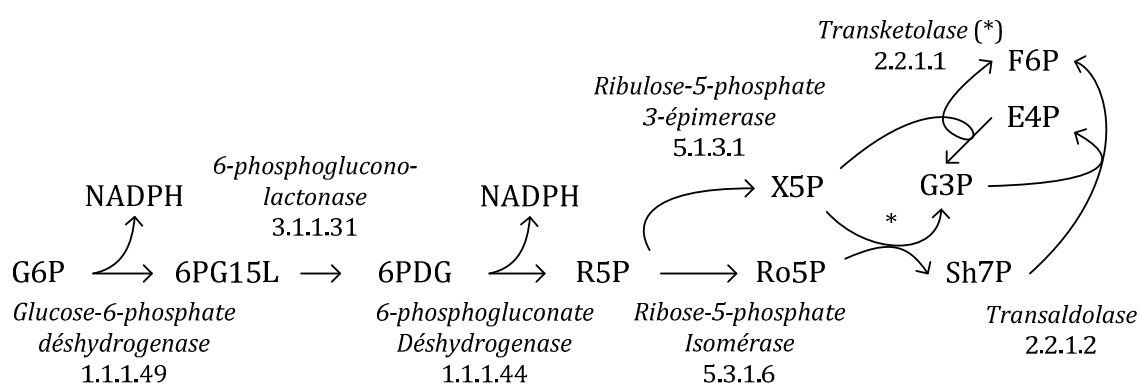 Transketolase (*)
2.2.1.1
F6P
Ribulose-5-phosphate
3-épimerase
5.1.3.1
E4P
6-phosphoglucono-
lactonase
3.1.1.31
NADPH
NADPH
X5P
G3P
*
G6P
6PG15L
6PDG
R5P
Ro5P
Sh7P
Glucose-6-phosphate
déshydrogenase
1.1.1.49
6-phosphogluconate
Déshydrogenase
1.1.1.44
Ribose-5-phosphate
Isomérase
5.3.1.6
Transaldolase
2.2.1.2